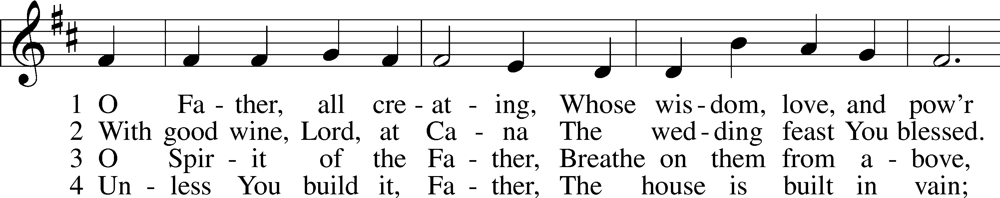 1 O Fa - ther, all cre - at - ing, Whose wis - dom, love, and pow'r
2 With good wine, Lord, at Ca - na The wed - ding feast You blessed.
3 O Spir - it of the Fa - ther, Breathe on them from a - bove,
4 Un - less You build it, Fa - ther, The house is built in vain;